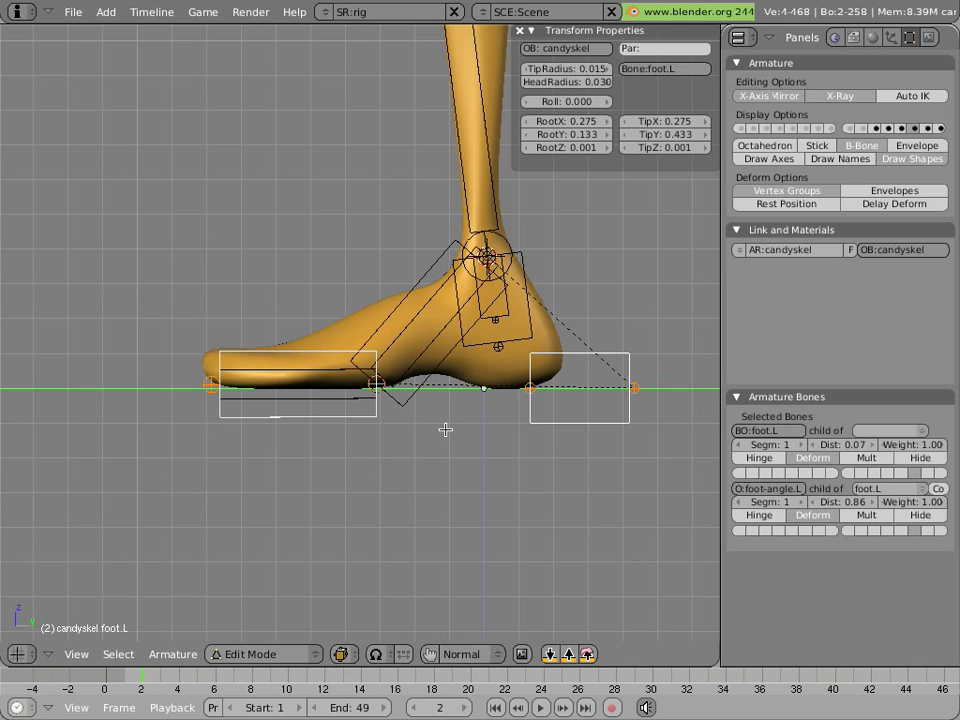 File Add Timeline Game Render Help SR:rig SCE:Scene www.blender.org 244 Ve:4-468 | Bo:2-258 | Mem:8.39M
Transform Properties
OB: candyskel Par:
TipRadius: 0.015 Bone:foot.L
HeadRadius: 0.030
Roll: 0.000
RootX: 0.275 TipX: 0.275
RootY: 0.133 TipY: 0.433
RootZ: 0.001 TipZ: 0.001
Panels
Armature
Editing Options
X-Axis Mirror X-Ray Auto IK
Display Options
Octahedron Stick B-Bone Envelope
Draw Axes Draw Names Draw Shapes
Deform Options
Vertex Groups Envelopes
Rest Position Delay Deform
Link and Materials
AR:candyskel F OB:candyskel
Armature Bones
Selected Bones
BO:foot.L child of
Segm: 1 Dist: 0.07 Weight: 1.00
Hinge Deform Mult Hide
O:foot-angle.L child of foot.L Co
Segm: 1 Dist: 0.86 Weight: 1.00
Hinge Deform Mult Hide
z
y
(2) candyskel foot.L
View Select Armature Edit Mode Normal
-4 -2 0 2 4 6 8 10 12 14 16 18 20 22 24 26 28 30 32 34 36 38 40 42 44 46
View Frame Playback Pr Start: 1 End: 49 2